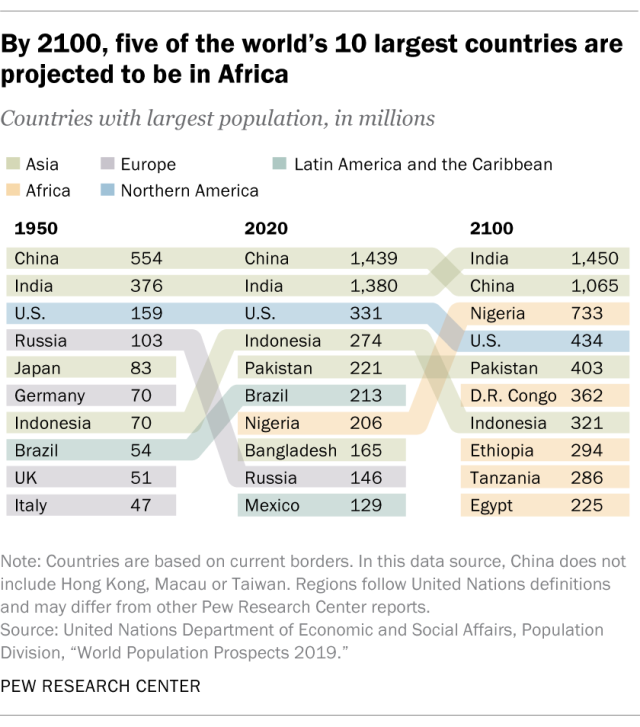 By 2100, five of the world’s 10 largest countries are
projected to be in Africa
Countries with largest population, in millions
Asia Europe Latin America and the Caribbean
Africa Northern America
1950 2020 2100
China 554 China 1,439 India 1,450
India 376 India 1,380 China 1,065
U.S. 159 U.S. 331 Nigeria 733
Russia 103 Indonesia 274 U.S. 434
Japan 83 Pakistan 221 Pakistan 403
Germany 70 Brazil 213 D.R. Congo 362
Indonesia 70 Nigeria 206 Indonesia 321
Brazil 54 Bangladesh 165 Ethiopia 294
UK 51 Russia 146 Tanzania 286
Italy 47 Mexico 129 Egypt 225
Note: Countries are based on current borders. In this data source, China does not
include Hong Kong, Macau or Taiwan. Regions follow United Nations definitions
and may differ from other Pew Research Center reports.
Source: United Nations Department of Economic and Social Affairs, Population
Division, “World Population Prospects 2019.”
PEW RESEARCH CENTER